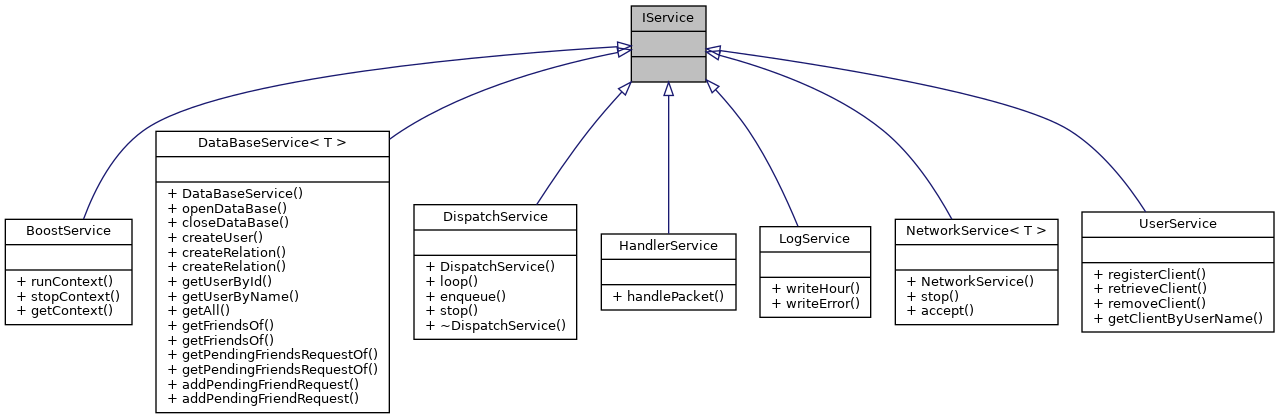 IService
BoostService
+ runContext()
+ stopContext()
+ getContext()
DataBaseService< T >
+ DataBaseService()
+ openDataBase()
+ closeDataBase()
+ createUser()
+ createRelation()
+ createRelation()
+ getUserById()
+ getUserByName()
+ getAll()
+ getFriendsOf()
+ getFriendsOf()
+ getPendingFriendsRequestOf()
+ getPendingFriendsRequestOf()
+ addPendingFriendRequest()
+ addPendingFriendRequest()
DispatchService
+ DispatchService()
+ loop()
+ enqueue()
+ stop()
+ ~DispatchService()
HandlerService
+ handlePacket()
LogService
+ writeHour()
+ writeError()
NetworkService< T >
+ NetworkService()
+ stop()
+ accept()
UserService
+ registerClient()
+ retrieveClient()
+ removeClient()
+ getClientByUserName()